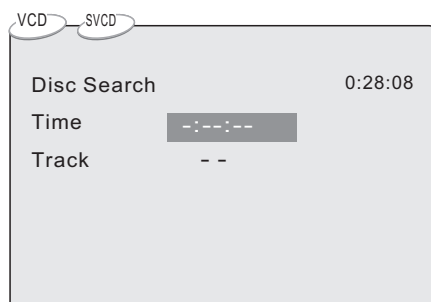 VCD SVCD
Disc Search 0:28:08
Time -:--:--
Track - -